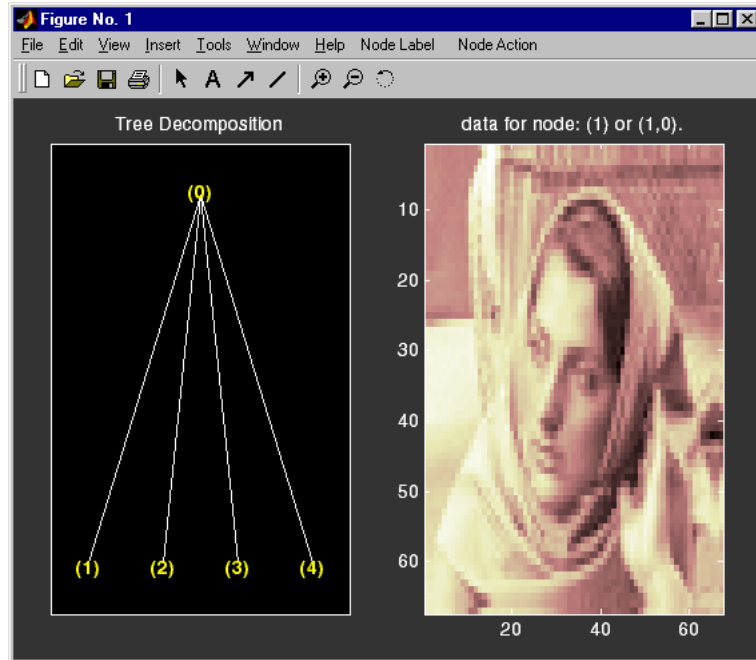 Figure No. 1
File Edit View Insert Tools Window Help Node Label Node Action
A
Tree Decomposition
data for node: (1) or (1,0).
(0)
(1) (2) (3) (4)
10
20
30
40
50
60
20 40 60